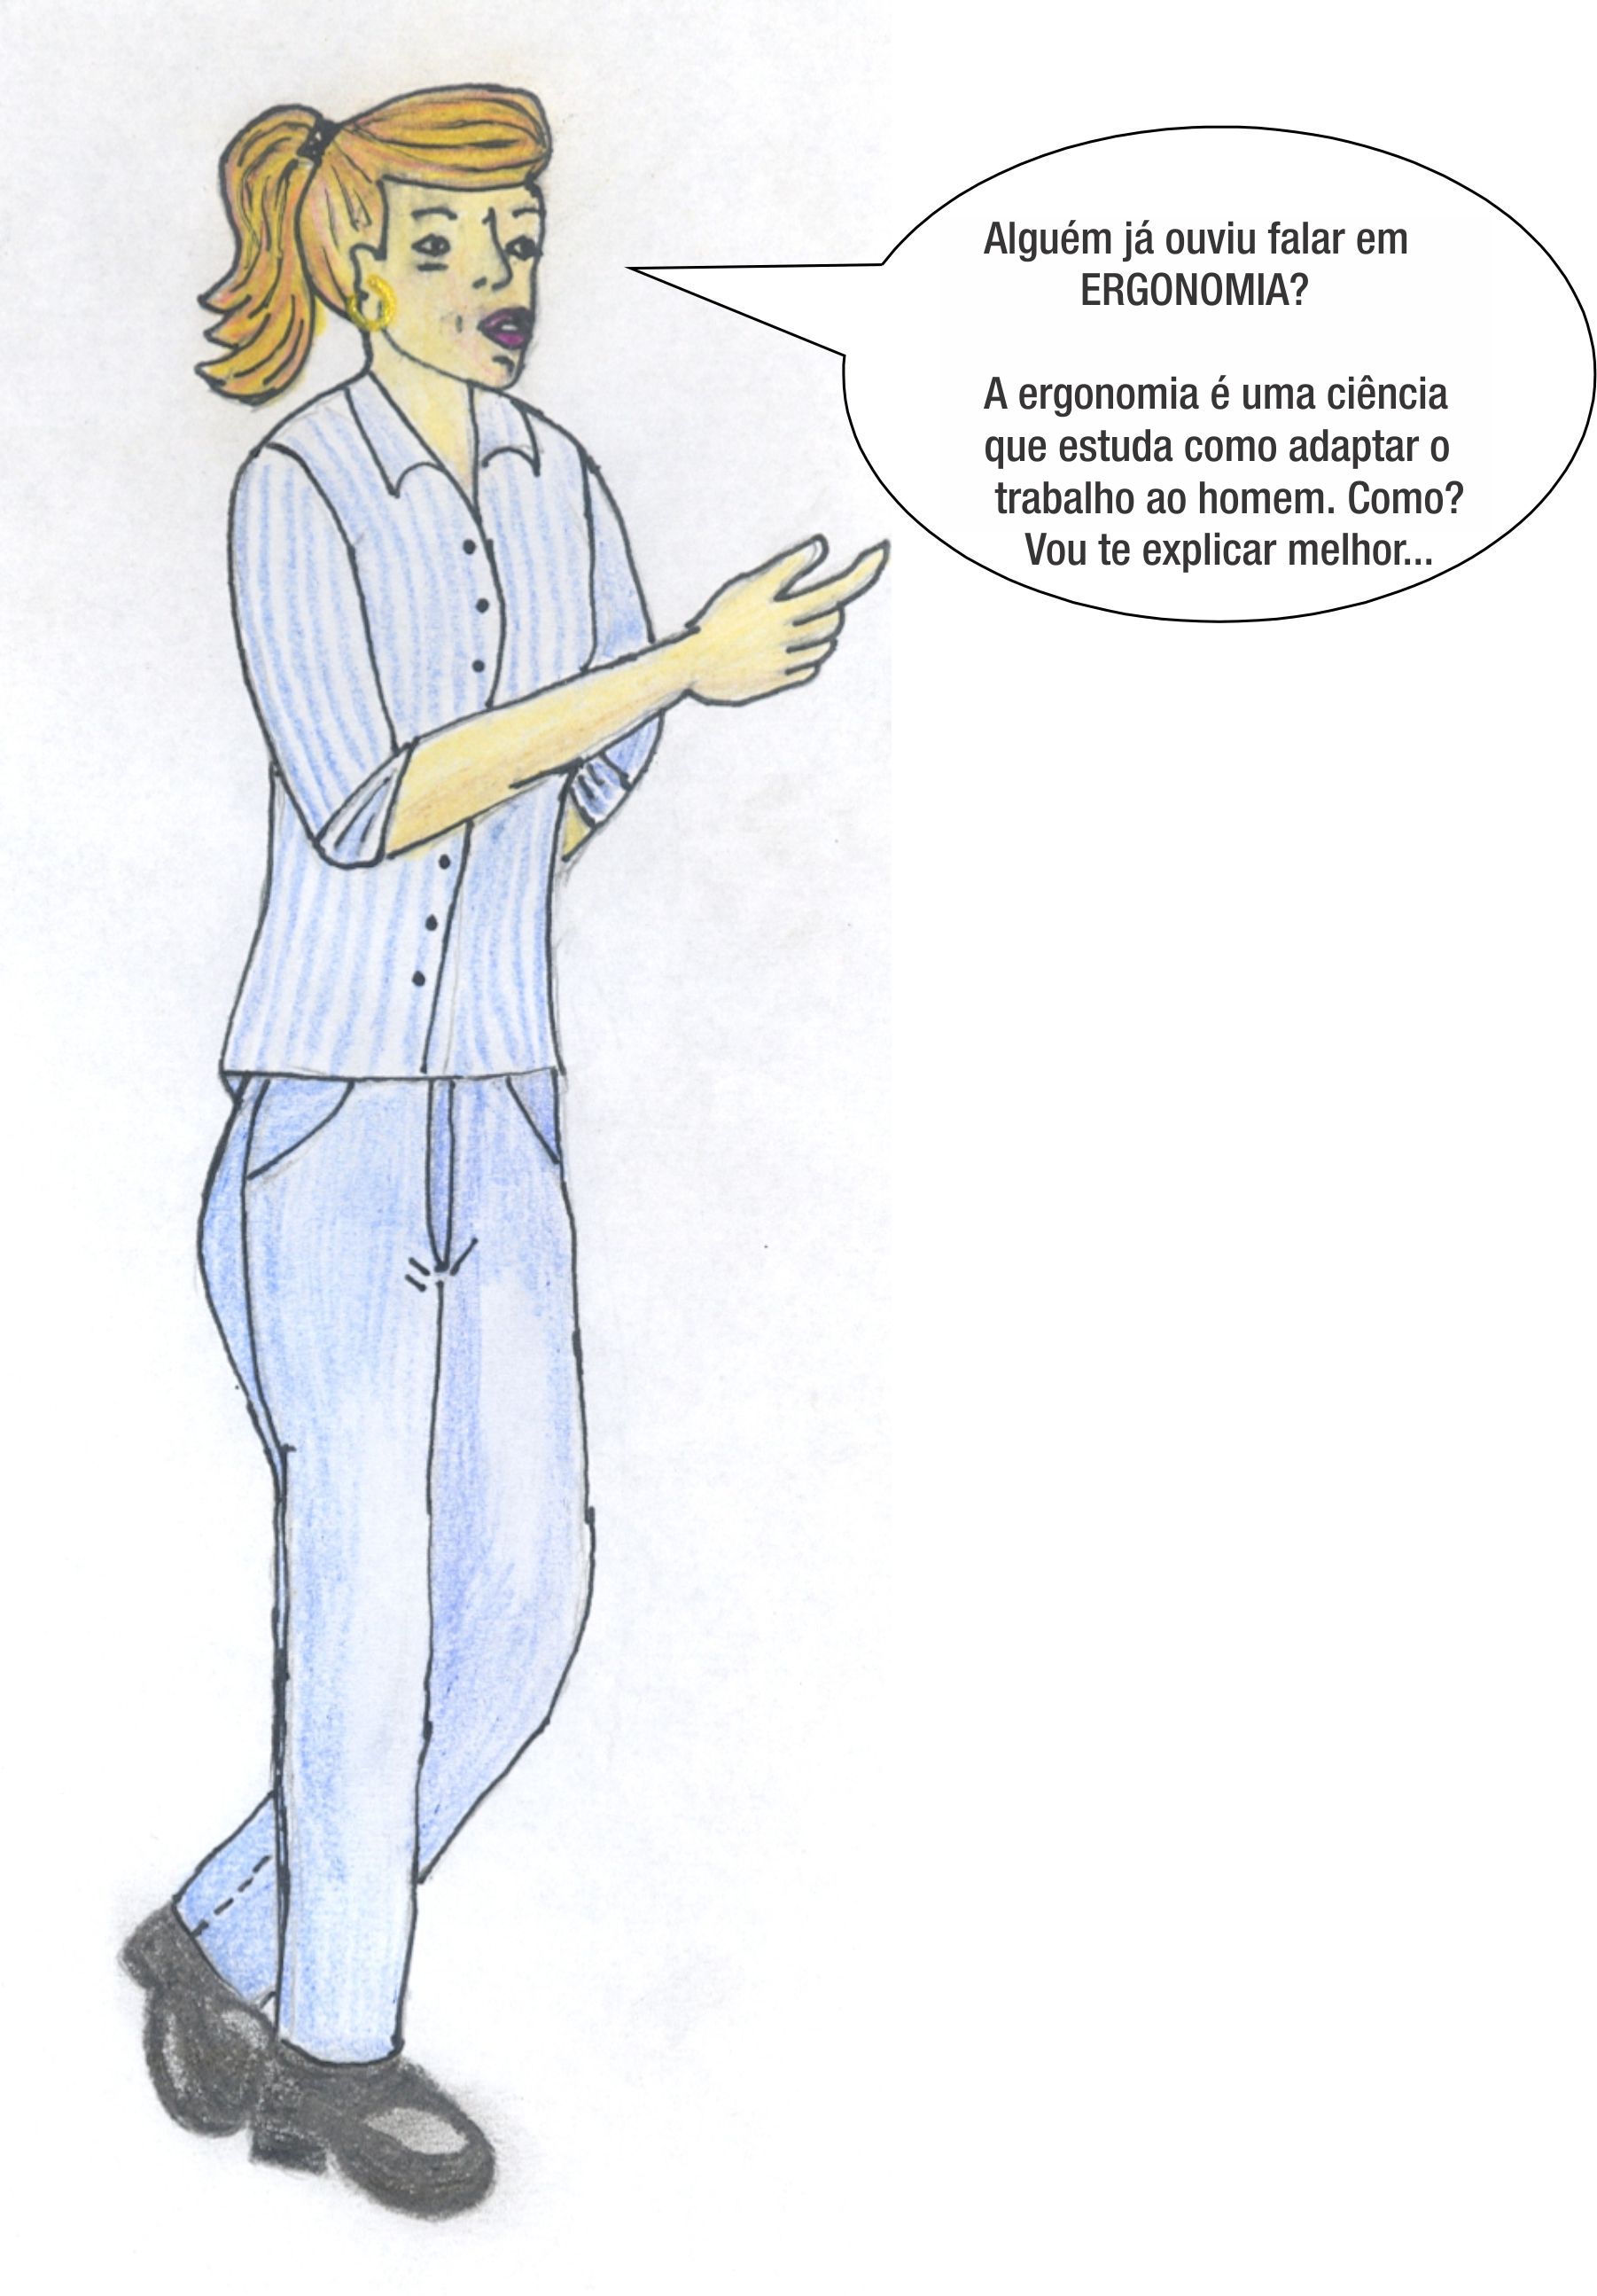 Alguém já ouviu falar em
ERGONOMIA?
A ergonomia é uma ciência
que estuda como adaptar o
trabalho ao homem. Como?
Vou te explicar melhor...